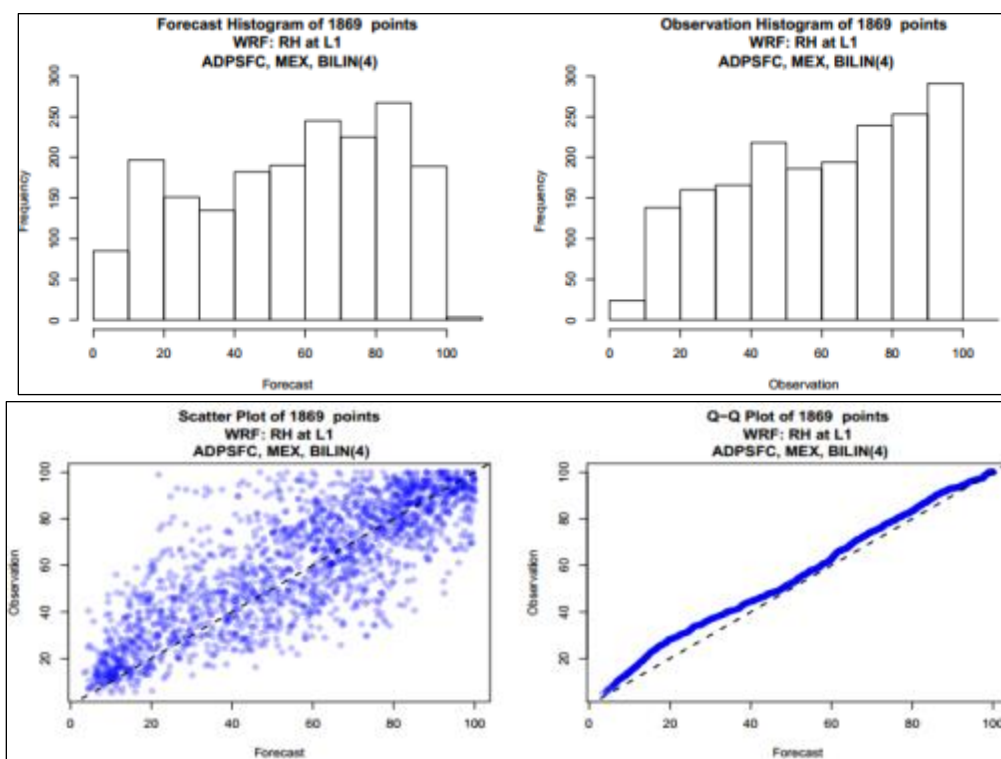 Forecast Histogram of 1869 points
WRF: RH at L1
ADPSFC, MEX, BILIN(4)
Frequency
0
50
100
150
200
250
300
0 20 40 60 80 100
Forecast
Observation Histogram of 1869 points
WRF: RH at L1
ADPSFC, MEX, BILIN(4)
Frequency
0
50
100
150
200
250
300
0 20 40 60 80 100
Observation
Scatter Plot of 1869 points
WRF: RH at L1
ADPSFC, MEX, BILIN(4)
Observation
20
40
60
80
100
0 20 40 60 80 100
Forecast
Q-Q Plot of 1869 points
WRF: RH at L1
ADPSFC, MEX, BILIN(4)
Observation
20
40
60
80
100
0 20 40 60 80 100
Forecast